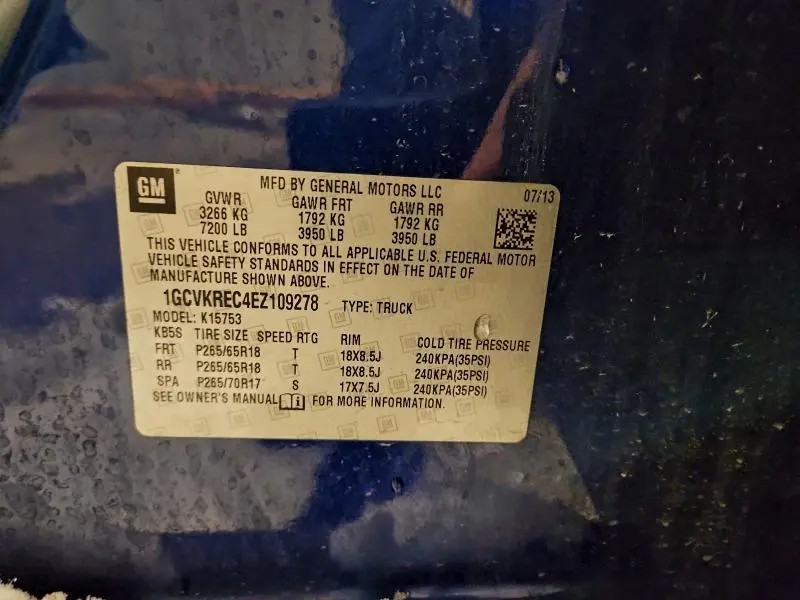 GM
MFD BY GENERAL MOTORS LLC 07/13
GVWR GAWR FRT GAWR RR
3266 KG 1792 KG 1792 KG
7200 LB 3950 LB 3950 LB
THIS VEHICLE CONFORMS TO ALL APPLICABLE U.S. FEDERAL MOTOR
VEHICLE SAFETY STANDARDS IN EFFECT ON THE DATE OF
MANUFACTURE SHOWN ABOVE.
1GCVKREC4EZ109278 TYPE: TRUCK
MODEL: K15753
KB5S TIRE SIZE SPEED RTG RIM COLD TIRE PRESSURE
FRT P265/65R18 T 18X8.5J 240KPA(35PSI)
RR P265/65R18 T 18X8.5J 240KPA(35PSI)
SPA P265/70R17 S 17X7.5J 240KPA(35PSI)
SEE OWNER'S MANUAL i FOR MORE INFORMATION.